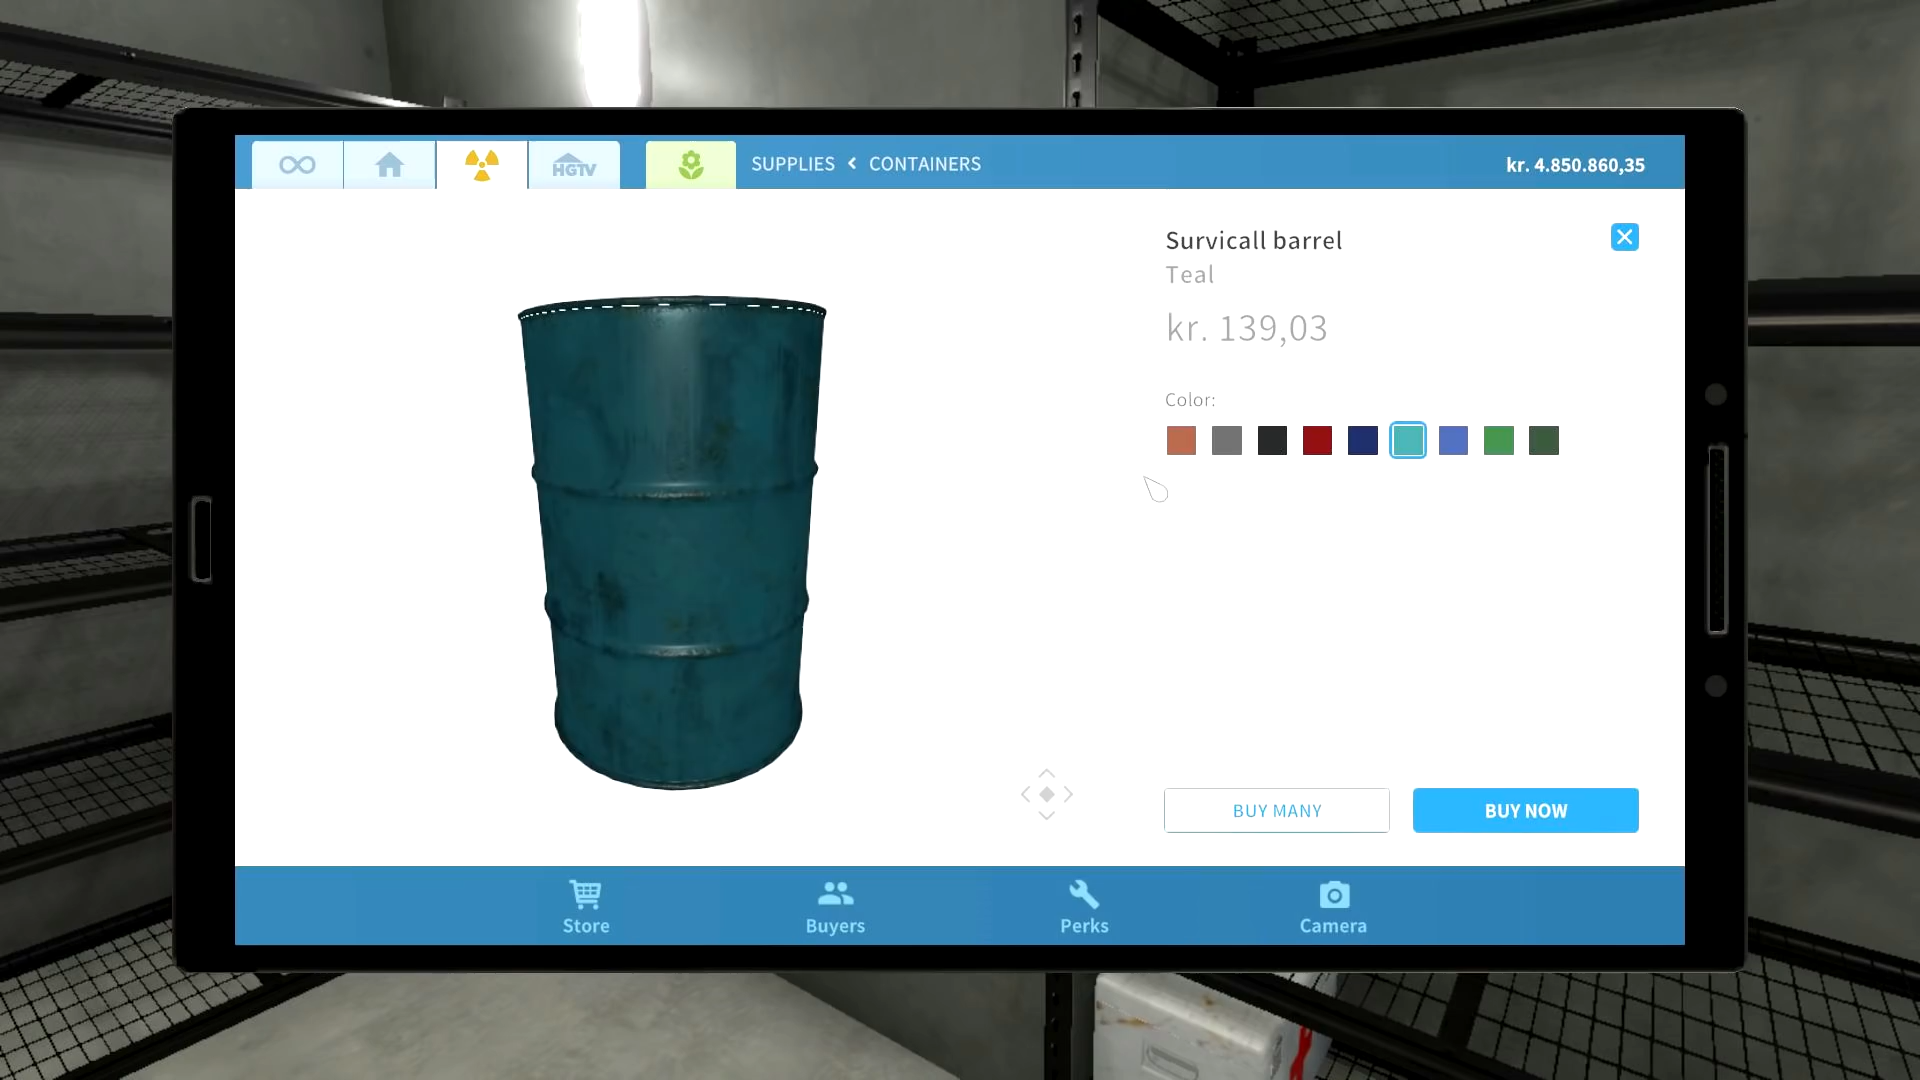 HGTV
SUPPLIES < CONTAINERS
kr. 4.850.860,35
Survicall barrel
Teal
kr. 139,03
Color:
BUY MANY
BUY NOW
Store
Buyers
Perks
Camera